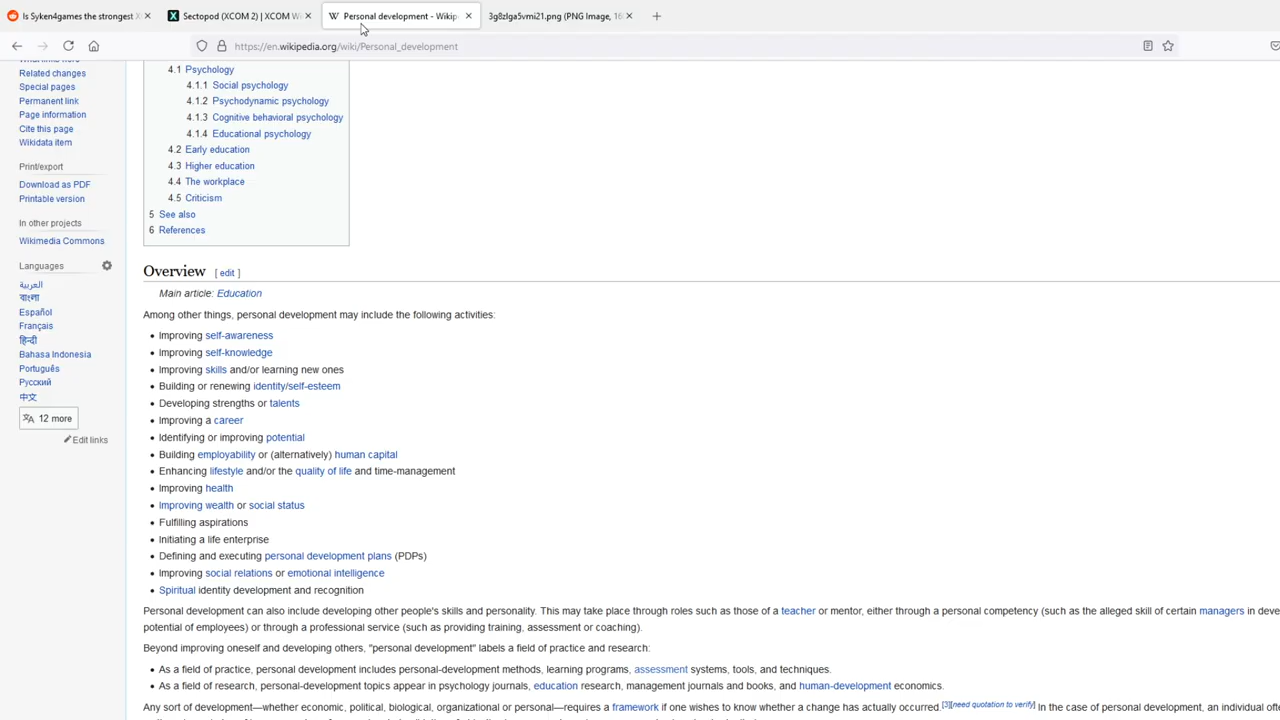 Is Syken4games the strongest X
Sectopod (XCOM 2) | XCOM W
Personal development - Wikip
3g8zlga5vmi21.png (PNG Image, 16
https://en.wikipedia.org/wiki/Personal_development
What links here
Related changes
Special pages
Permanent link
Page information
Cite this page
Wikidata item
Print/export
Download as PDF
Printable version
In other projects
Wikimedia Commons
Languages
العربية
বাংলা
Español
Français
हिन्दी
Bahasa Indonesia
Português
Русский
中文
12 more
Edit links
4.1 Psychology
4.1.1 Social psychology
4.1.2 Psychodynamic psychology
4.1.3 Cognitive behavioral psychology
4.1.4 Educational psychology
4.2 Early education
4.3 Higher education
4.4 The workplace
4.5 Criticism
5 See also
6 References
Overview [ edit ]
Main article: Education
Among other things, personal development may include the following activities:
• Improving self-awareness
• Improving self-knowledge
• Improving skills and/or learning new ones
• Building or renewing identity/self-esteem
• Developing strengths or talents
• Improving a career
• Identifying or improving potential
• Building employability or (alternatively) human capital
• Enhancing lifestyle and/or the quality of life and time-management
• Improving health
• Improving wealth or social status
• Fulfilling aspirations
• Initiating a life enterprise
• Defining and executing personal development plans (PDPs)
• Improving social relations or emotional intelligence
• Spiritual identity development and recognition
Personal development can also include developing other people's skills and personality. This may take place through roles such as those of a teacher or mentor, either through a personal competency (such as the alleged skill of certain managers in deve
potential of employees) or through a professional service (such as providing training, assessment or coaching).
Beyond improving oneself and developing others, "personal development" labels a field of practice and research:
• As a field of practice, personal development includes personal-development methods, learning programs, assessment systems, tools, and techniques.
• As a field of research, personal-development topics appear in psychology journals, education research, management journals and books, and human-development economics.
Any sort of development—whether economic, political, biological, organizational or personal—requires a framework if one wishes to know whether a change has actually occurred.[3][need quotation to verify] In the case of personal development, an individual ofte